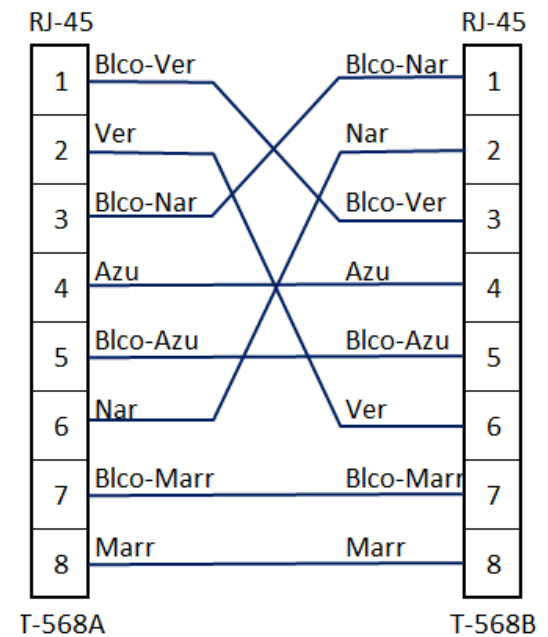 RJ-45 RJ-45
1 Blco-Ver Blco-Nar 1
2 Ver Nar 2
3 Blco-Nar Blco-Ver 3
4 Azu Azu 4
5 Blco-Azu Blco-Azu 5
6 Nar Ver 6
7 Blco-Marr Blco-Marr 7
8 Marr Marr 8
T-568A T-568B